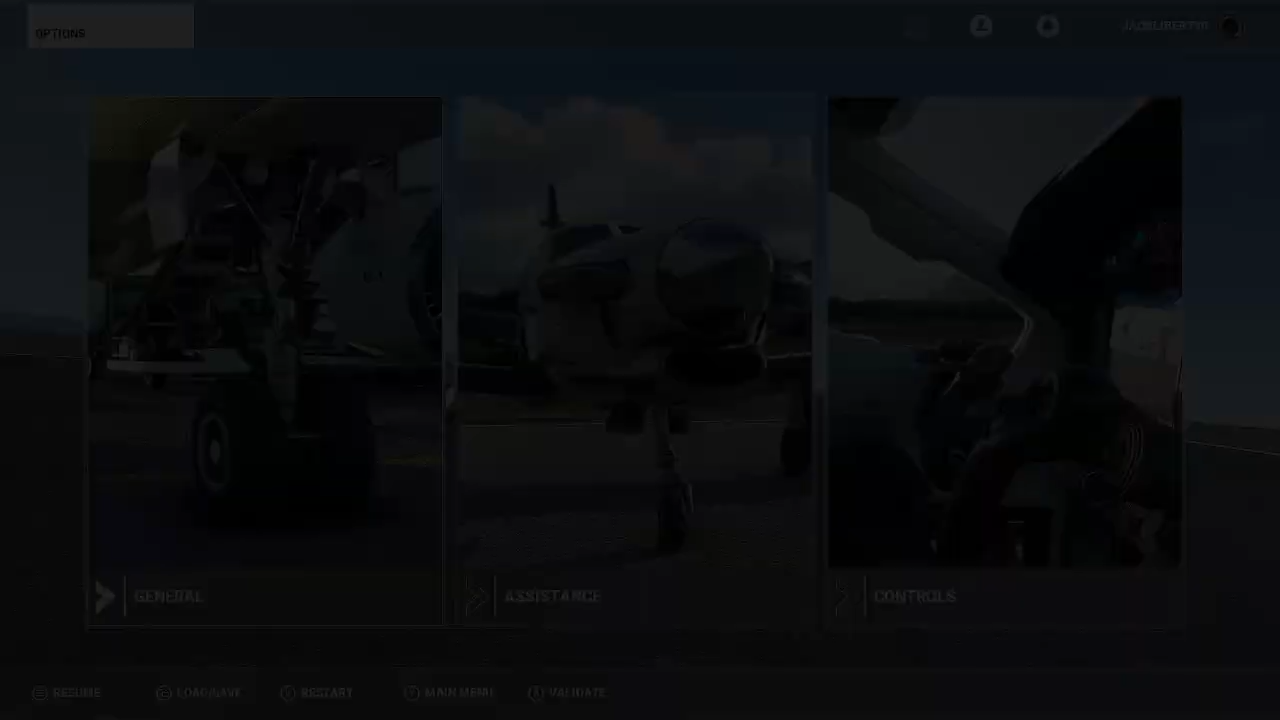 OPTIONS
GENERAL
ASSISTANCE
CONTROLS
RESUME
LOAD/SAVE
RESTART
MAIN MENU
VALIDATE